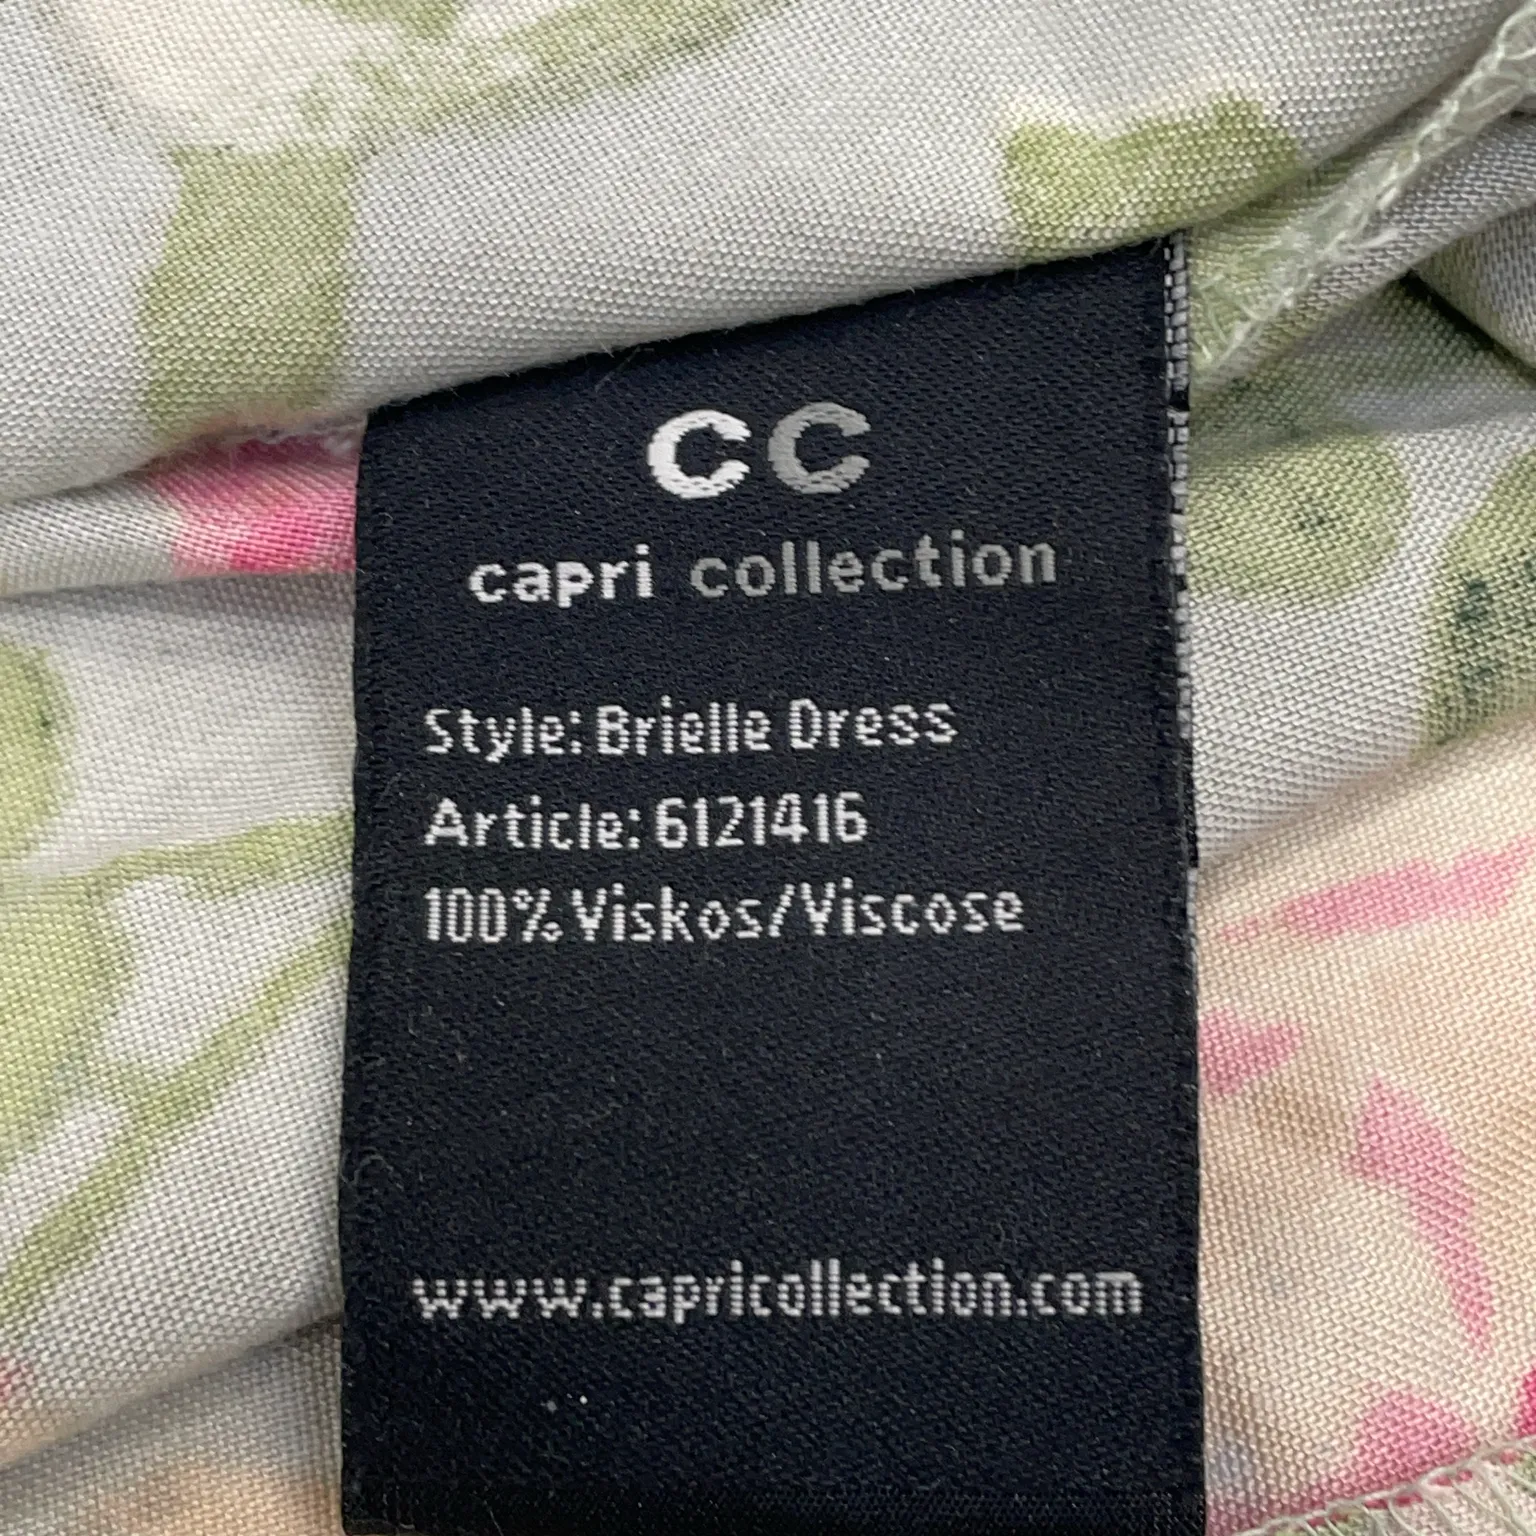 cc
capri collection
Style: Brielle Dress
Article: 6121416
100% Viskos/Viscose
www.capricollection.com